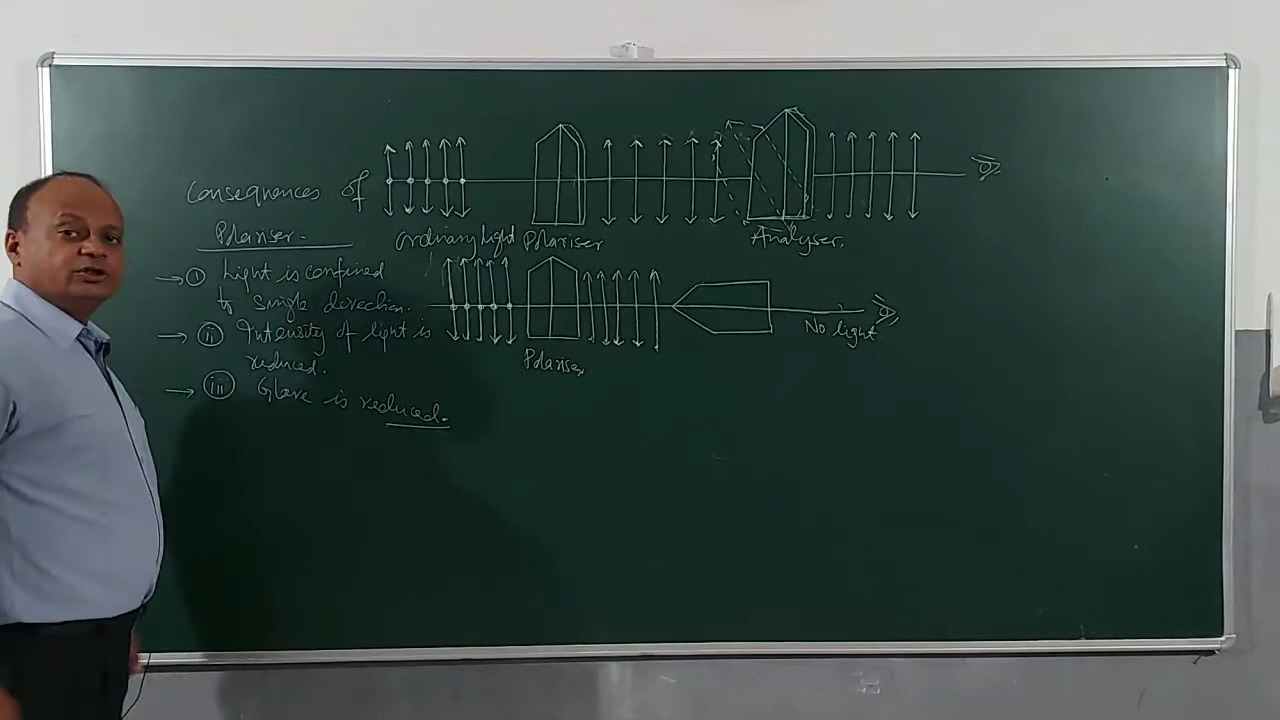 Consequences of
Polariser.
→ (i) Light is confined
to single direction.
→ (ii) Intensity of light is
reduced.
→ (iii) Glare is reduced.
Ordinary light Polariser
Analyser.
Polariser
No light